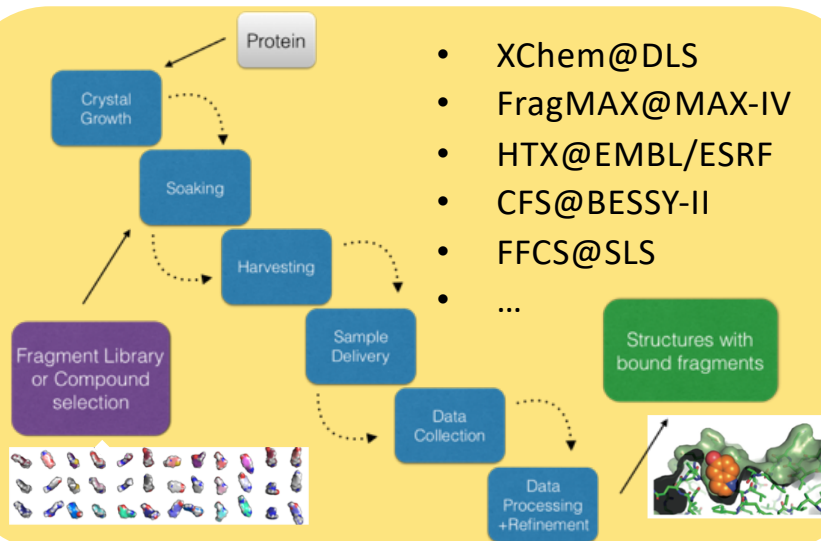 Protein
Crystal
Growth
Soaking
Harvesting
Sample
Delivery
Data
Collection
Data
Processing
+Refinement
Fragment Library
or Compound
selection
Structures with
bound fragments
• XChem@DLS
• FragMAX@MAX-IV
• HTX@EMBL/ESRF
• CFS@BESSY-II
• FFCS@SLS
• ...